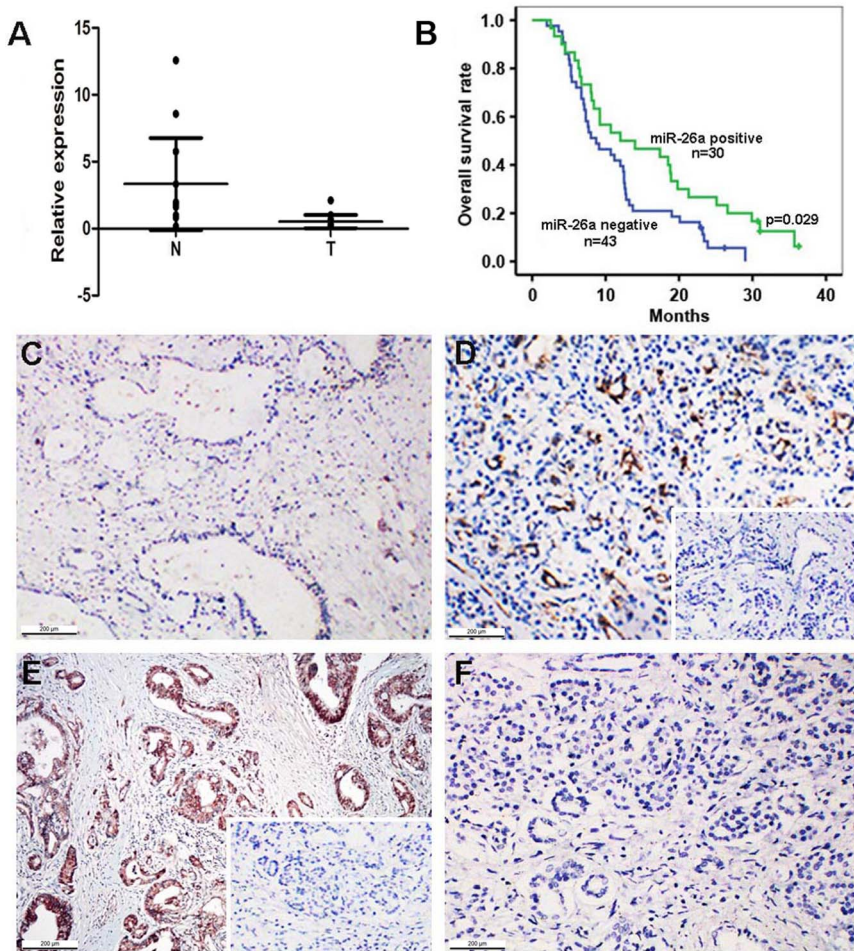 A
Relative expression
15
10
5
0
-5
N
T
B
Overall survival rate
1.0
0.8
0.6
0.4
0.2
0.0
miR-26a positive
n=30
p=0.029
miR-26a negative
n=43
0
10
20
30
40
Months
C
200 µm
D
200 µm
E
200 µm
F
200 µm